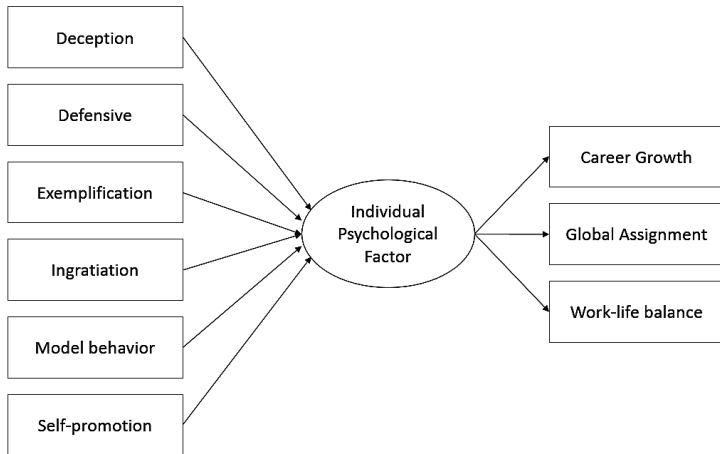 Deception
Defensive
Exemplification
Ingratiation
Model behavior
Self-promotion
Individual
Psychological
Factor
Career Growth
Global Assignment
Work-life balance